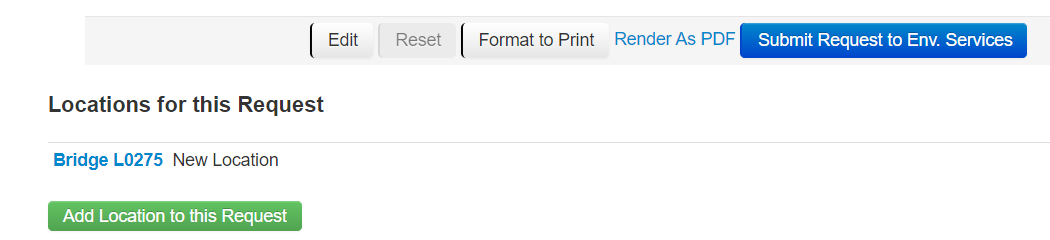 Edit Reset Format to Print Render As PDF Submit Request to Env. Services
Locations for this Request
Bridge L0275 New Location
Add Location to this Request